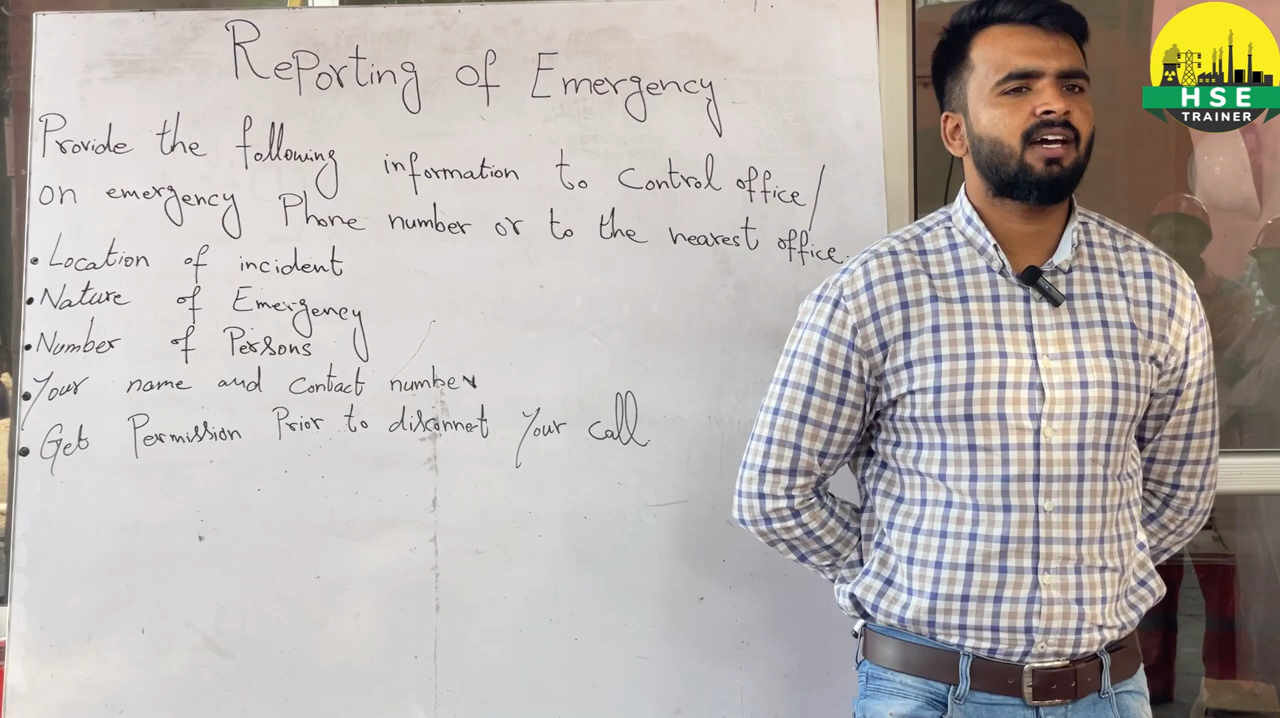 Reporting of Emergency
Provide the following information to Control office/
on emergency Phone number or to the nearest office.
• Location of incident
• Nature of Emergency
• Number of Persons
• Your name and contact number
• Get Permission Prior to disconnet Your call
HSE
TRAINER